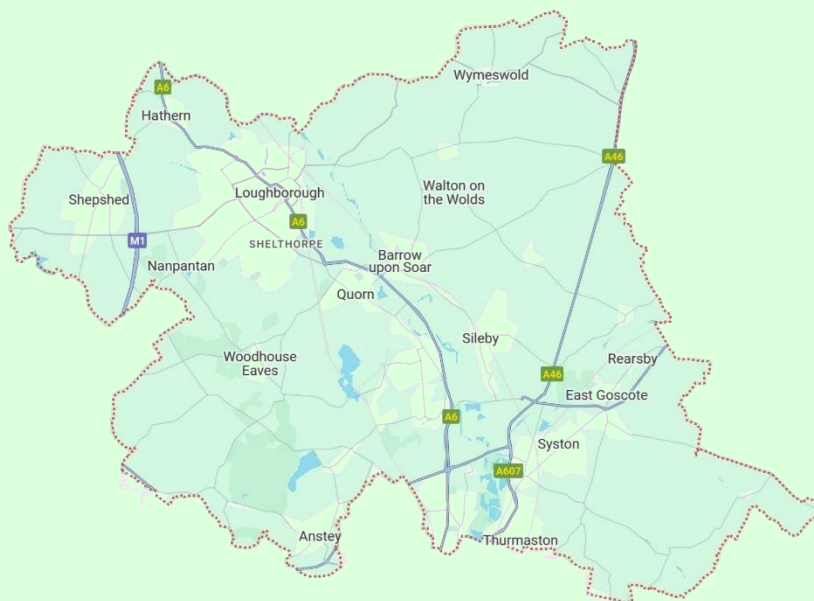 Wymeswold
A6
Hathern
A46
Shepshed
Loughborough
Walton on
the Wolds
A6
M1
SHELTHORPE
Nanpantan
Barrow
upon Soar
Quorn
Sileby
Woodhouse
Eaves
Rearsby
A46
East Goscote
A6
Syston
A607
Anstey
Thurmaston